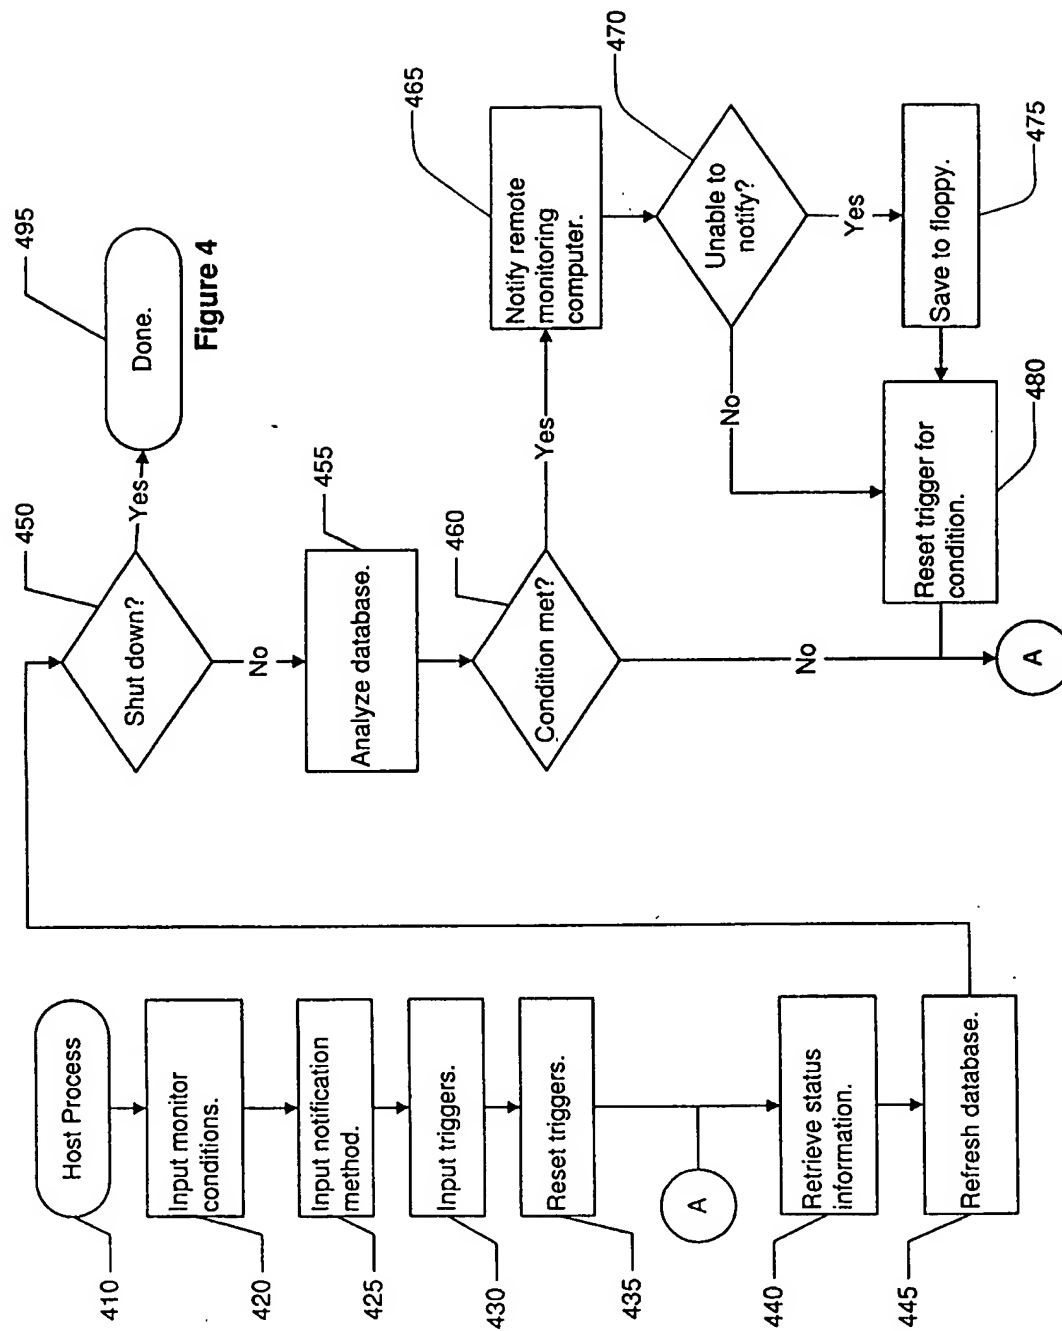 Host Process
410
Input monitor
conditions.
420
Input notification
method.
425
Input triggers.
430
Reset triggers.
435
A
Retrieve status
information.
440
Refresh database.
445
Shut down?
450
Yes
Done.
495
Figure 4
No
Analyze database.
455
Condition met?
460
Yes
Notify remote
monitoring
computer.
465
Unable to
notify?
470
Yes
Save to floppy.
475
No
Reset trigger for
condition.
480
No
A